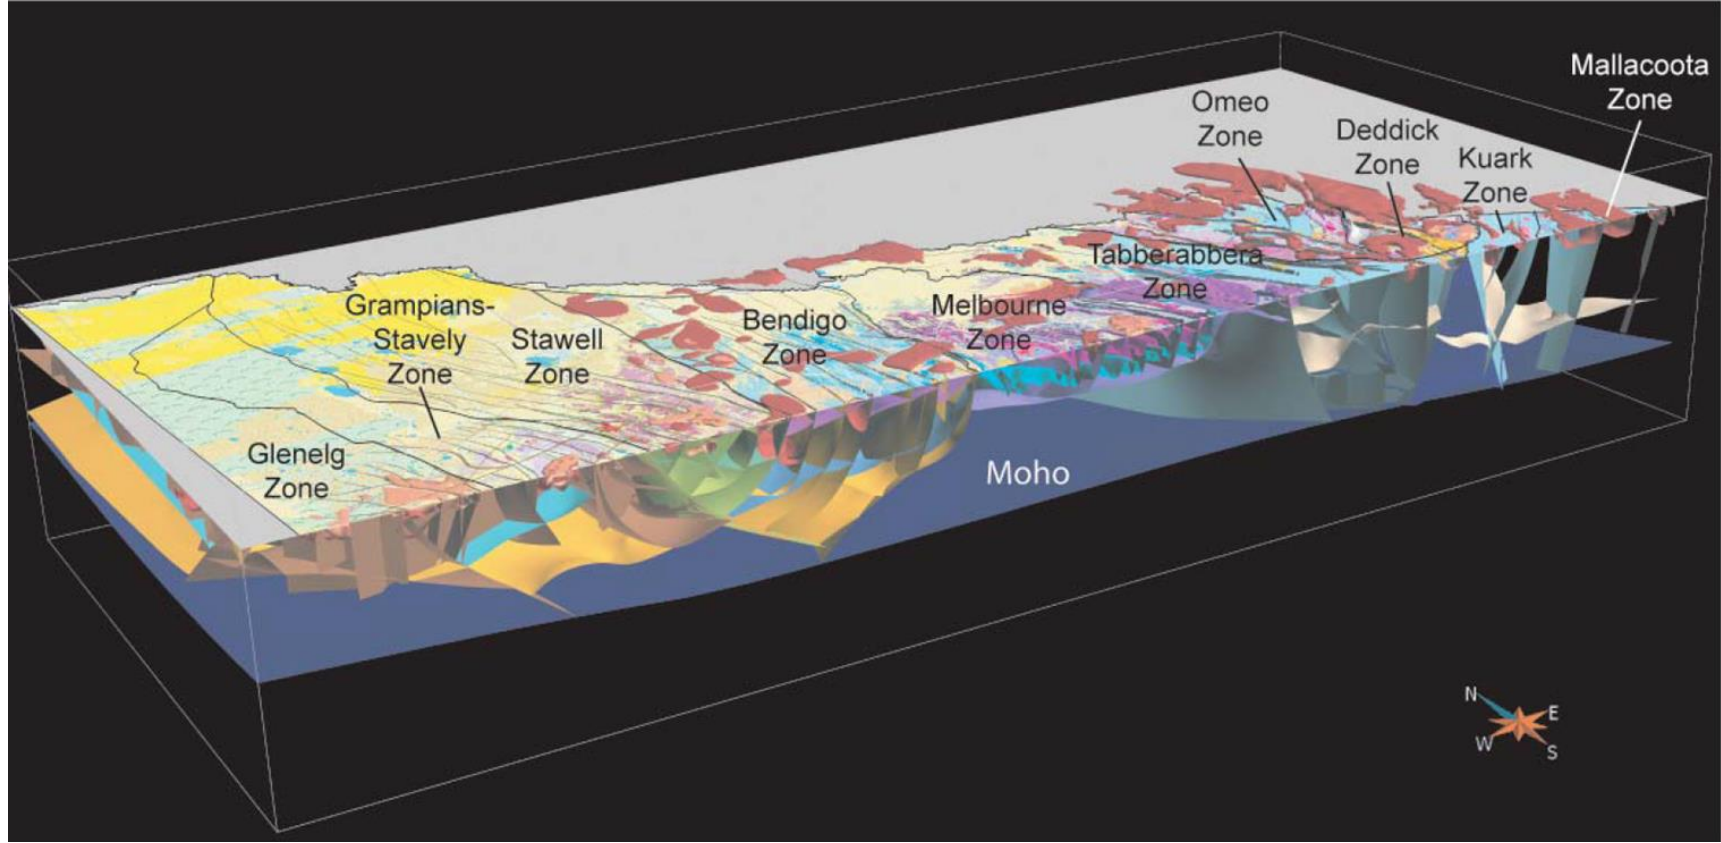 Mallacoota
Zone
Omeo
Zone
Deddick
Zone
Kuark
Zone
Tabberabbera
Zone
Grampians-
Stavely
Zone
Stawell
Zone
Bendigo
Zone
Melbourne
Zone
Glenelg
Zone
Moho
N
E
W
S